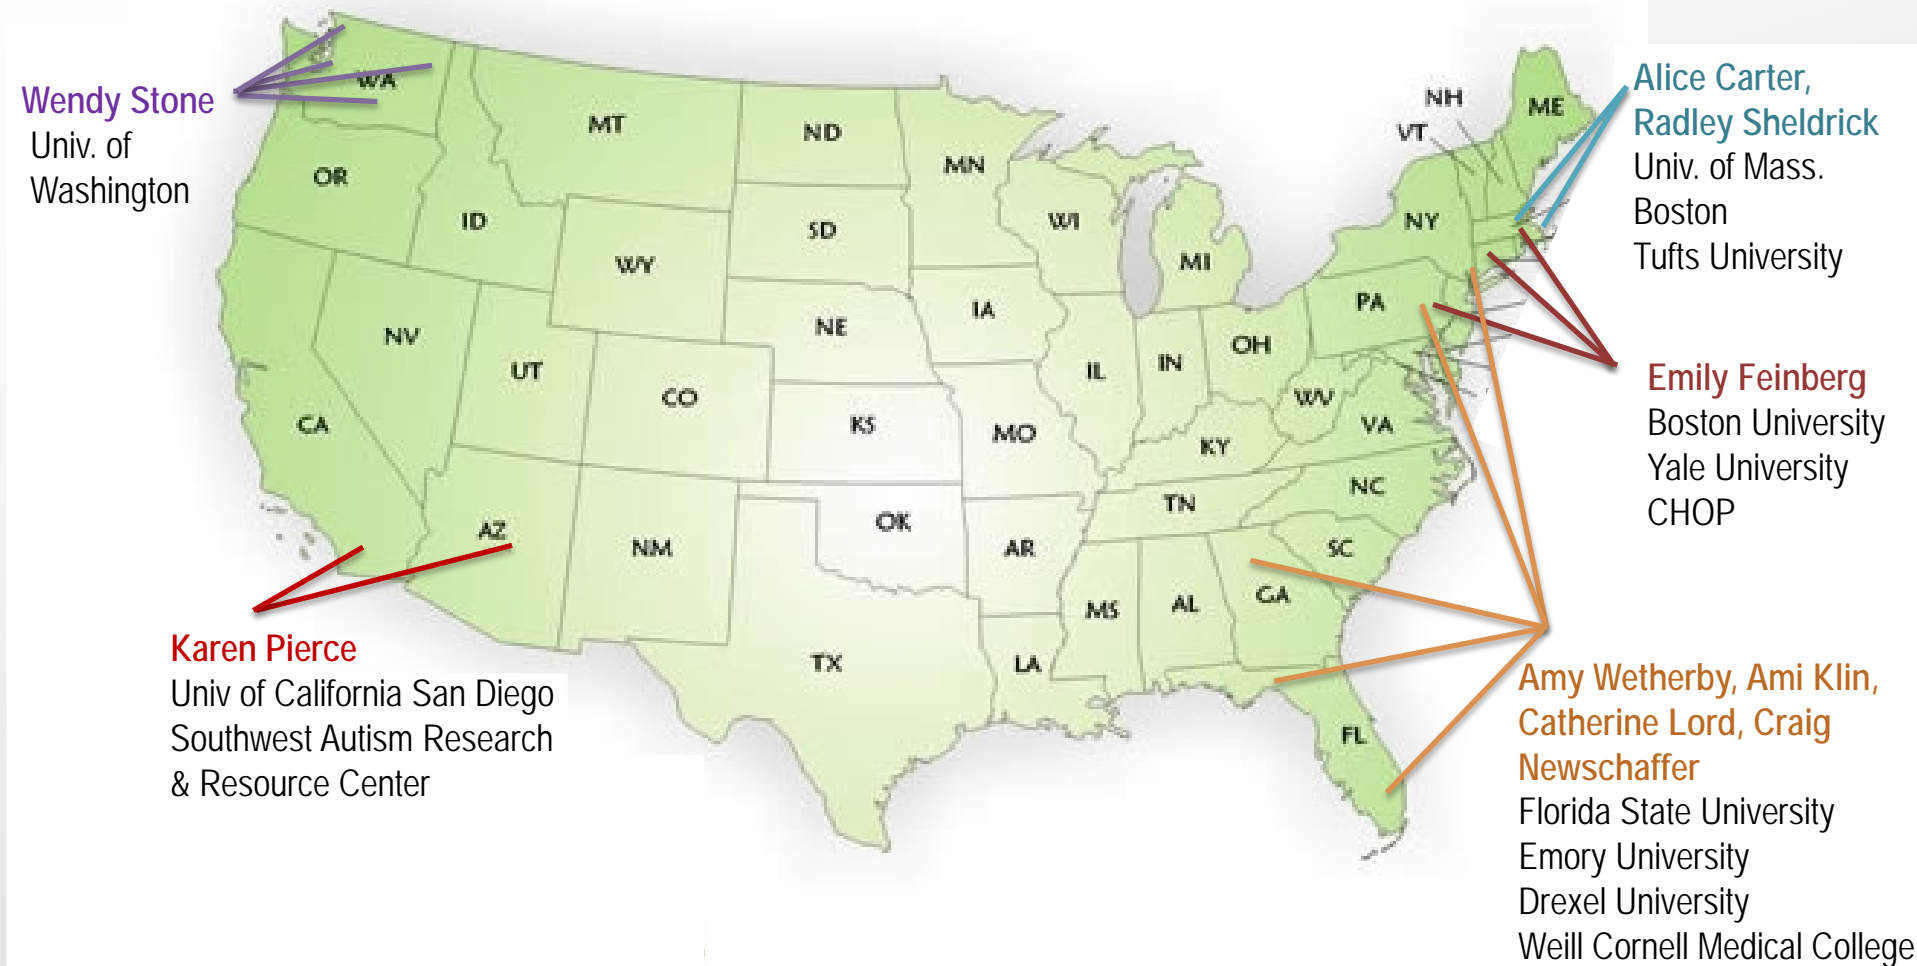 Wendy Stone
Univ. of
Washington
Karen Pierce
Univ of California San Diego
Southwest Autism Research
& Resource Center
WA
OR
CA
ID
NV
MT
WY
UT
AZ
CO
NM
ND
SD
NE
KS
OK
TX
MN
IA
MO
AR
LA
WI
IL
MS
MI
IN
KY
TN
AL
OH
WV
GA
FL
SC
NC
VA
PA
NY
VT
NH
ME
Alice Carter,
Radley Sheldrick
Univ. of Mass.
Boston
Tufts University
Emily Feinberg
Boston University
Yale University
CHOP
Amy Wetherby, Ami Klin,
Catherine Lord, Craig
Newschaffer
Florida State University
Emory University
Drexel University
Weill Cornell Medical College